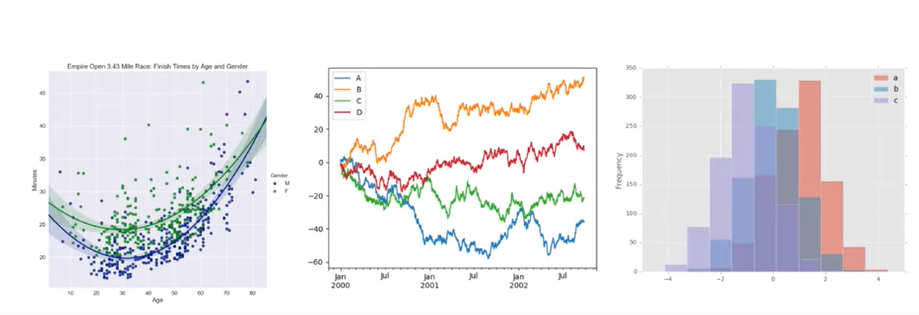 Empire Open 3.43 Mile Race: Finish Times by Age and Gender
Minutes
45
40
35
30
25
20
10 20 30 40 50 60 70 80
Age
Gender
M
F
A
B
C
D
40
20
0
−20
−40
−60
Jan Jul Jan Jul Jan Jul
2000 2001 2002
a
b
c
Frequency
350
300
250
200
150
100
50
0
−4 −2 0 2 4